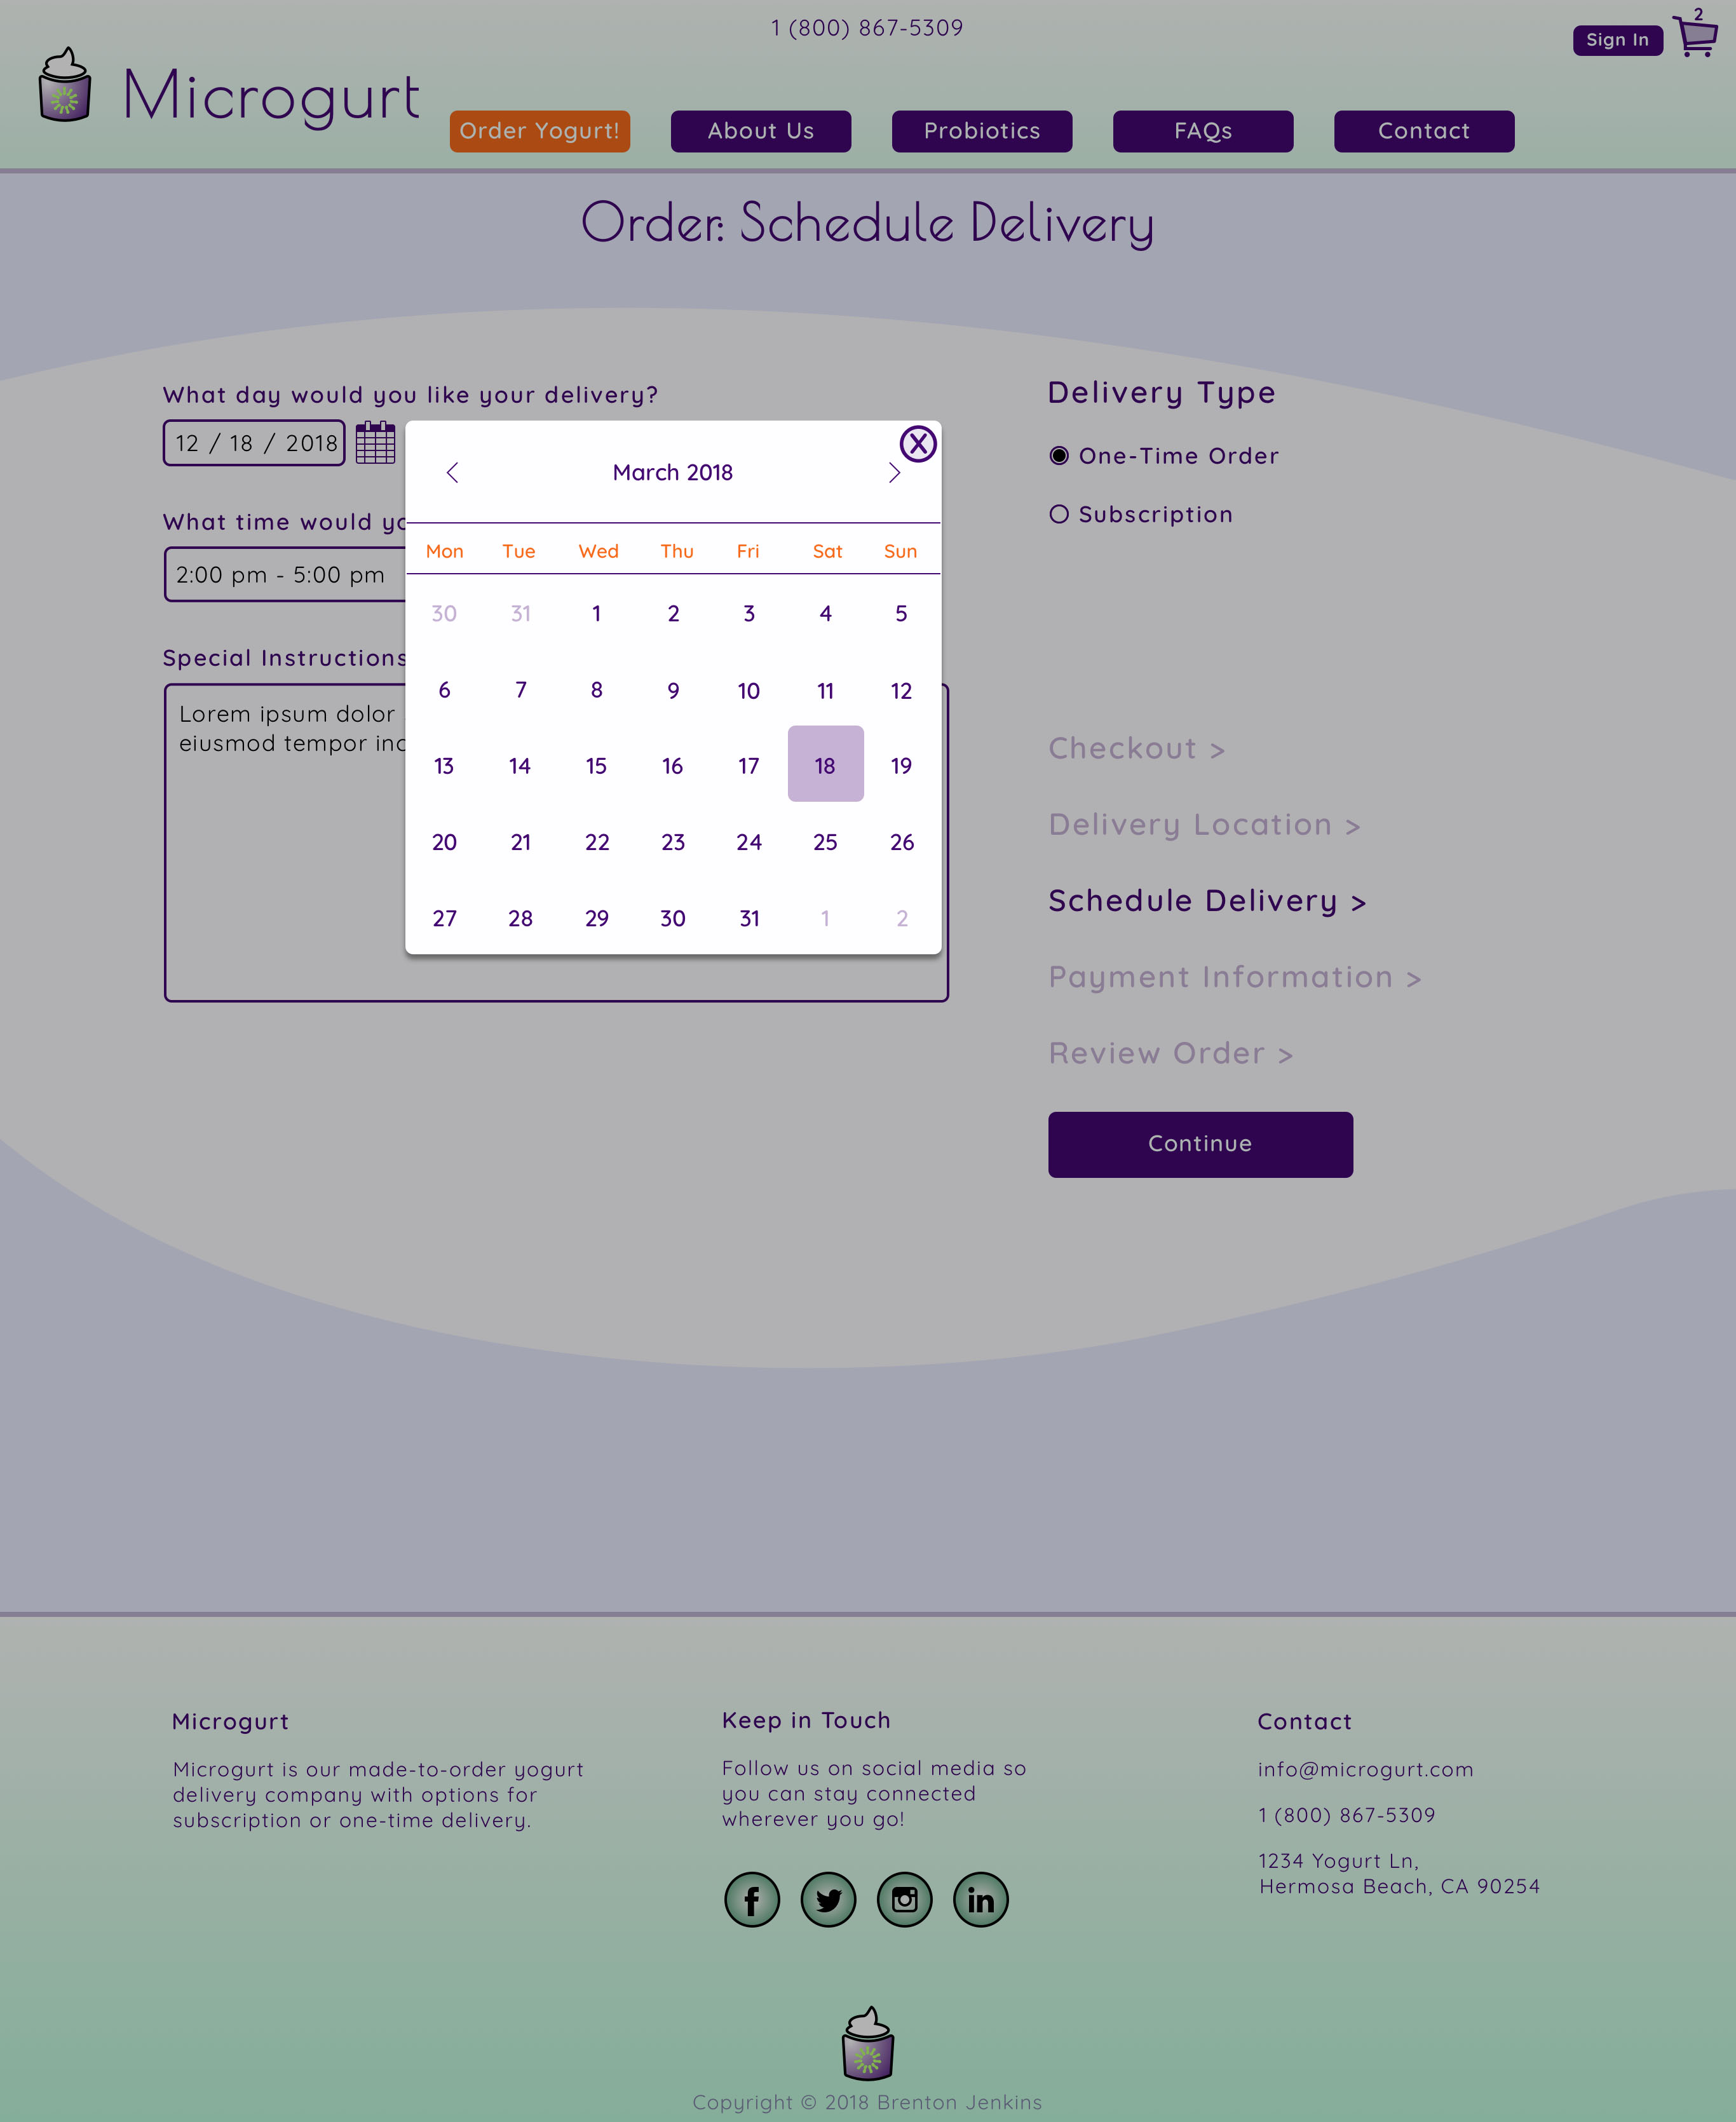 1 (800) 867-5309
Sign In
2
Microgurt
Order Yogurt!
About Us
Probiotics
FAQs
Contact
Order: Schedule Delivery
What day would you like your delivery?
12 / 18 / 2018
What time would
2:00 pm - 5:00 pm
Special Instructions
Lorem ipsum dolor
eiusmod tempor
X
March 2018
Mon Tue Wed Thu Fri Sat Sun
30 31 1 2 3 4 5
6 7 8 9 10 11 12
13 14 15 16 17 18 19
20 21 22 23 24 25 26
27 28 29 30 31 1 2
Delivery Type
One-Time Order
Subscription
Checkout >
Delivery Location >
Schedule Delivery >
Payment Information >
Review Order >
Continue
Microgurt
Microgurt is our made-to-order yogurt
delivery company with options for
subscription or one-time delivery.
Keep in Touch
Follow us on social media so
you can stay connected
wherever you go!
f
in
Contact
info@microgurt.com
1 (800) 867-5309
1234 Yogurt Ln,
Hermosa Beach, CA 90254
Copyright © 2018 Brenton Jenkins